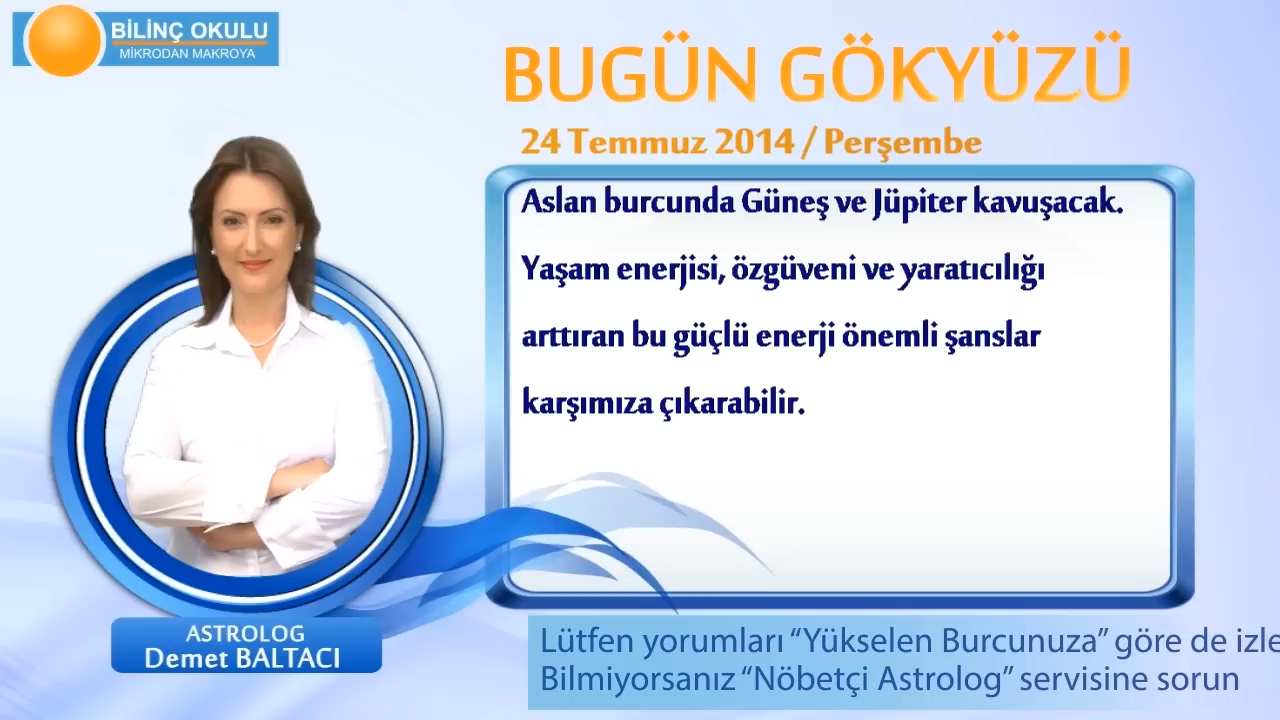 BİLİNÇ OKULU
MİKRODAN MAKROYA
BUGÜN GÖKYÜZÜ
24 Temmuz 2014 / Perşembe
Aslan burcunda Güneş ve Jüpiter kavuşacak.
Yaşam enerjisi, özgüveni ve yaratıcılığı
arttıran bu güçlü enerji önemli şanslar
karşımıza çıkarabilir.
ASTROLOG
Demet BALTACI
Lütfen yorumları “Yükselen Burcunuza” göre de izle
Bilmiyorsanız “Nöbetçi Astrolog” servisine sorun